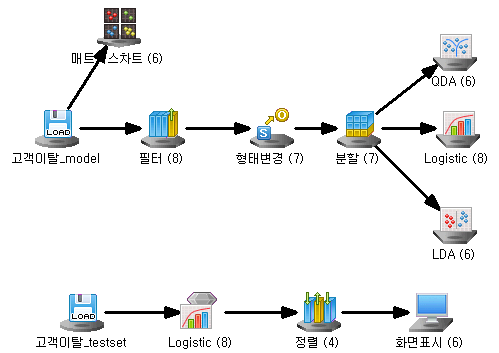 매트릭스차트 (6)
QDA (6)
LOAD
고객이탈_model
필터 (8)
S
O
형태변경 (7)
분할 (7)
Logistic (8)
LDA (6)
LOAD
고객이탈_testset
Logistic (8)
정렬 (4)
화면표시 (6)